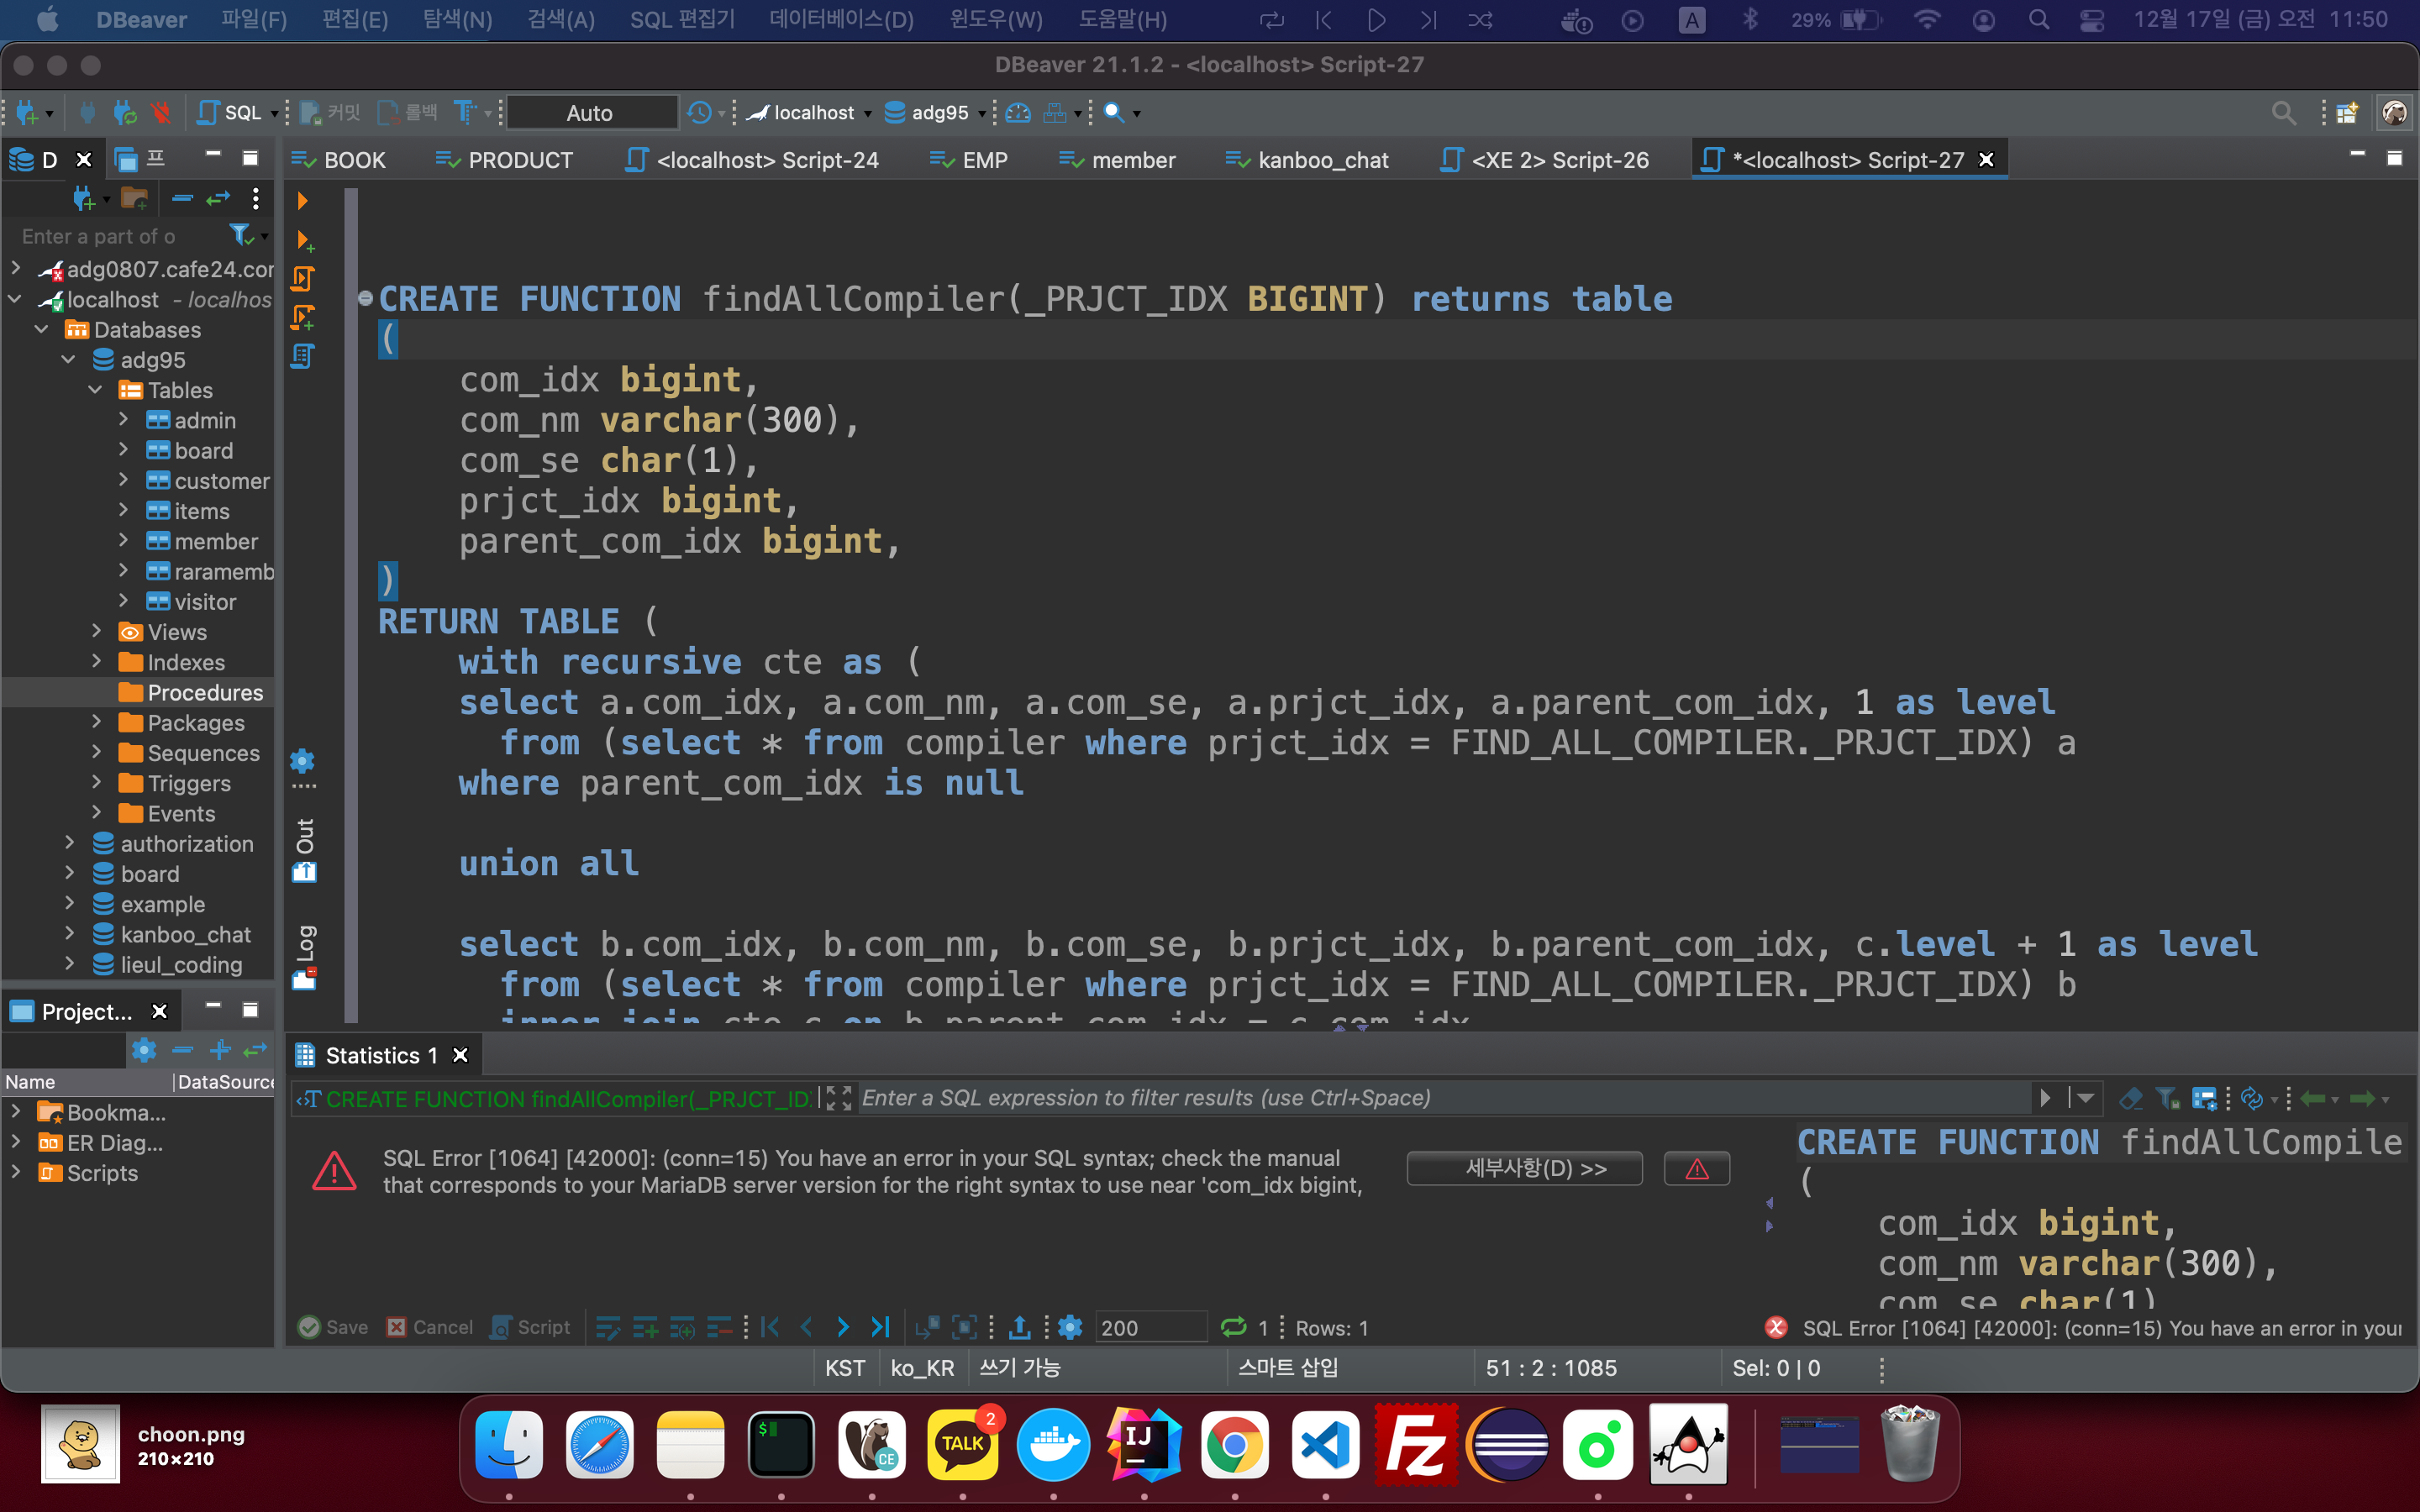 DBeaver 파일(F) 편집(E) 탐색(N) 검색(A) SQL 편집기 데이터베이스(D) 윈도우(W) 도움말(H) A 29% 12월 17일 (금) 오전 11:50
DBeaver 21.1.2 - <localhost> Script-27
SQL 커밋 롤백 Auto localhost adg95
D 프
BOOK PRODUCT <localhost> Script-24 EMP member kanboo_chat <XE 2> Script-26 *<localhost> Script-27
Enter a part of o
adg0807.cafe24.cor
localhost - localhos
Databases
adg95
Tables
admin
board
customer
items
member
raramemb
visitor
Views
Indexes
Procedures
Packages
Sequences
Triggers
Events
authorization
board
example
kanboo_chat
lieul_coding
Project...
Name DataSource
Bookma...
ER Diag...
Scripts
Out
Log
CREATE FUNCTION findAllCompiler(_PRJCT_IDX BIGINT) returns table
(
com_idx bigint,
com_nm varchar(300),
com_se char(1),
prjct_idx bigint,
parent_com_idx bigint,
)
RETURN TABLE (
with recursive cte as (
select a.com_idx, a.com_nm, a.com_se, a.prjct_idx, a.parent_com_idx, 1 as level
from (select * from compiler where prjct_idx = FIND_ALL_COMPILER._PRJCT_IDX) a
where parent_com_idx is null
union all
select b.com_idx, b.com_nm, b.com_se, b.prjct_idx, b.parent_com_idx, c.level + 1 as level
from (select * from compiler where prjct_idx = FIND_ALL_COMPILER._PRJCT_IDX) b
inner join cte c on b.parent_com_idx = c.com_idx
Statistics 1
CREATE FUNCTION findAllCompiler(_PRJCT_ID Enter a SQL expression to filter results (use Ctrl+Space)
SQL Error [1064] [42000]: (conn=15) You have an error in your SQL syntax; check the manual
that corresponds to your MariaDB server version for the right syntax to use near 'com_idx bigint,
세부사항(D) >>
CREATE FUNCTION findAllCompile
(
com_idx bigint,
com_nm varchar(300),
com_se char(1)
Save Cancel Script 200 1 Rows: 1
SQL Error [1064] [42000]: (conn=15) You have an error in your
KST ko_KR 쓰기 가능 스마트 삽입 51 : 2 : 1085 Sel: 0 | 0
choon.png
210×210
$
CE
TALK
2
IJ
Fz